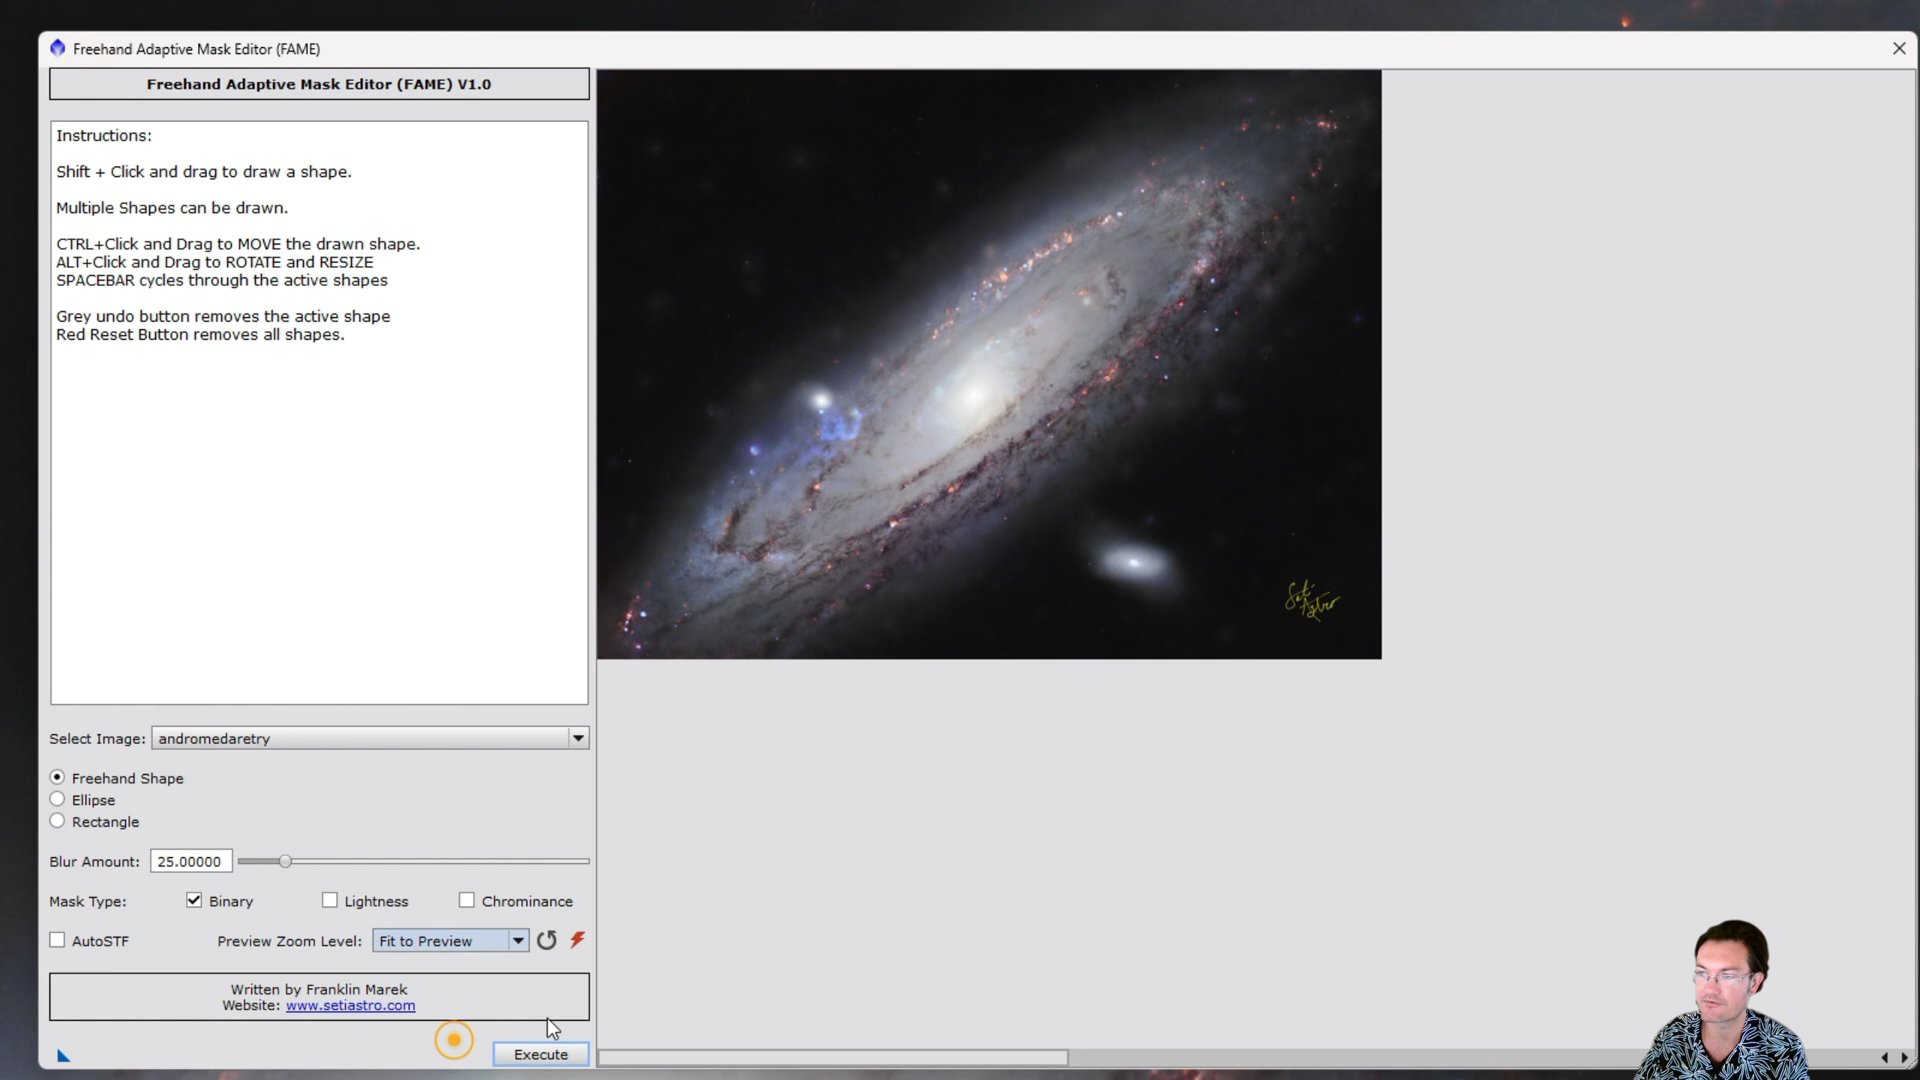 Freehand Adaptive Mask Editor (FAME)
Freehand Adaptive Mask Editor (FAME) V1.0
Instructions:
Shift + Click and drag to draw a shape.
Multiple Shapes can be drawn.
CTRL+Click and Drag to MOVE the drawn shape.
ALT+Click and Drag to ROTATE and RESIZE
SPACEBAR cycles through the active shapes
Grey undo button removes the active shape
Red Reset Button removes all shapes.
Select Image: andromedaretry
Freehand Shape
Ellipse
Rectangle
Blur Amount: 25.00000
Mask Type: Binary Lightness Chrominance
AutoSTF Preview Zoom Level: Fit to Preview
Written by Franklin Marek
Website: www.setiastro.com
Execute
Seti
Astro